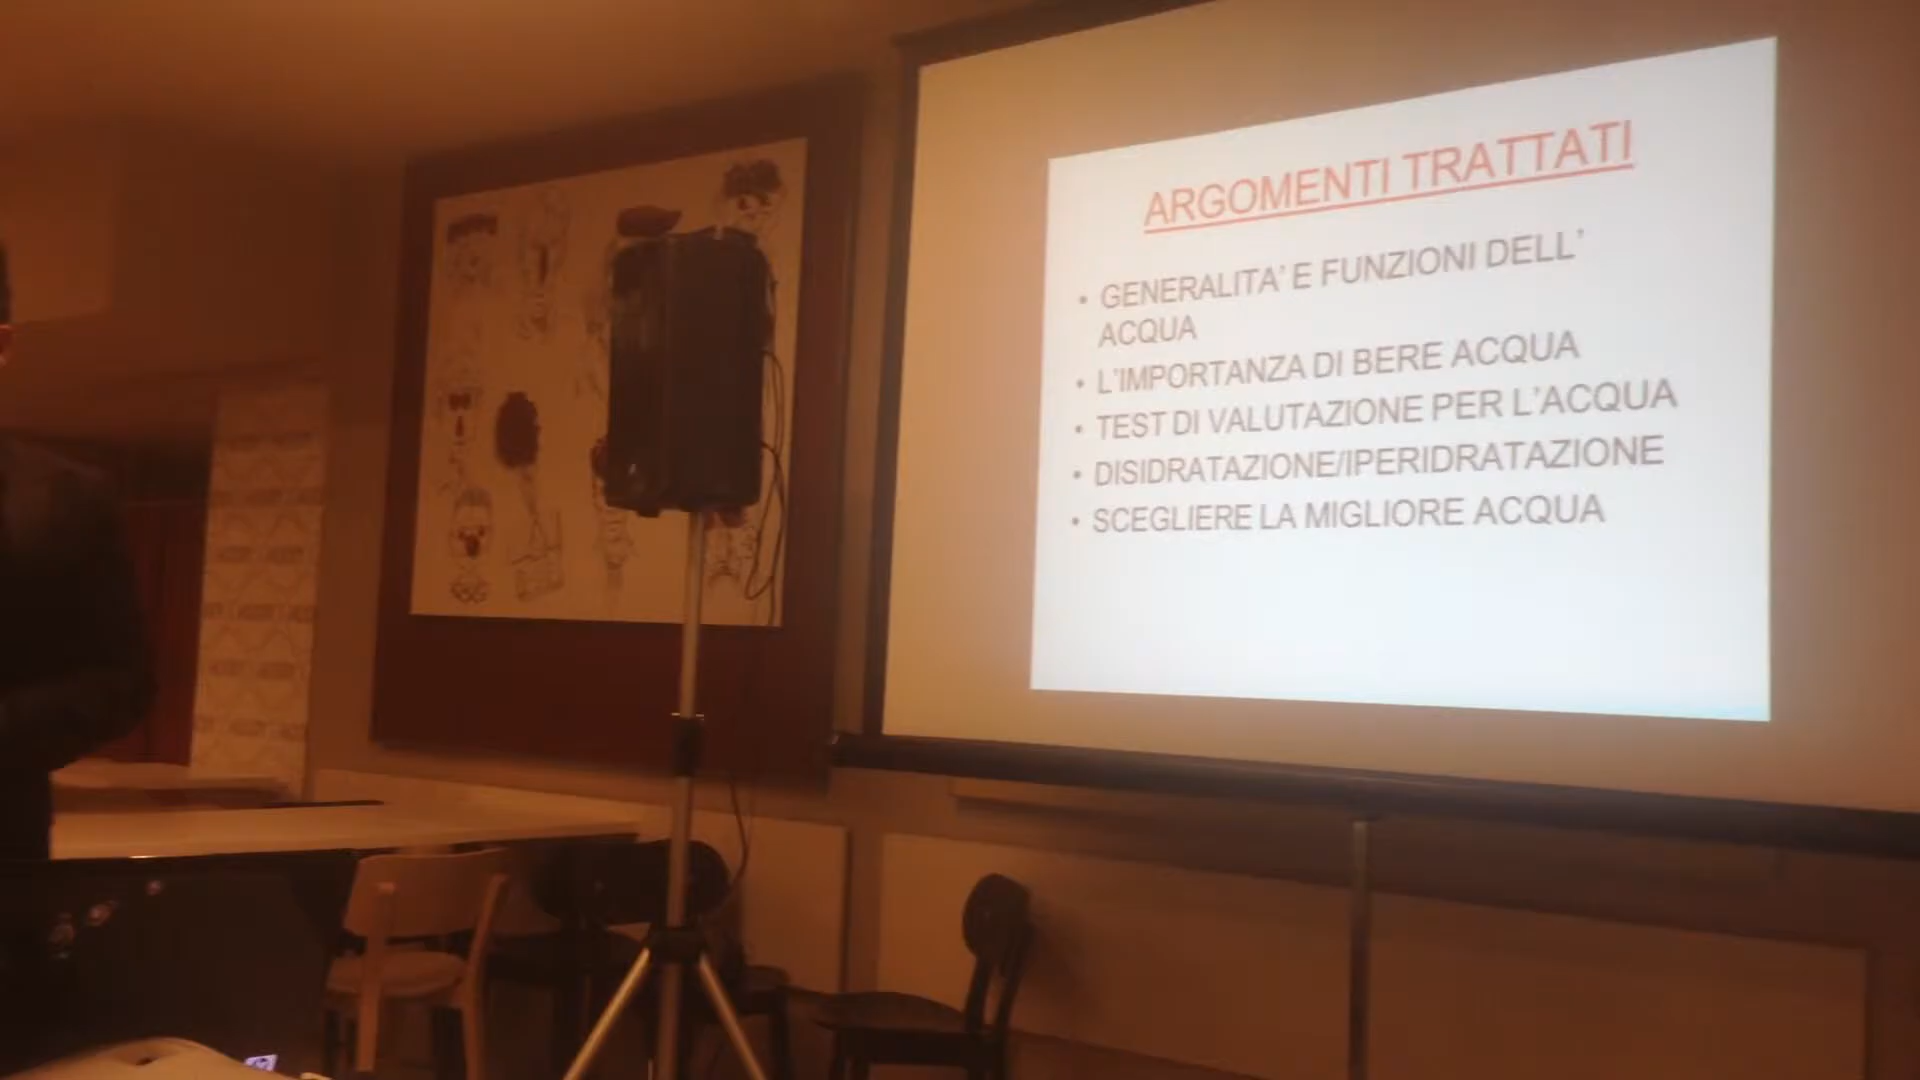 ARGOMENTI TRATTATI
• GENERALITA' E FUNZIONI DELL'
ACQUA
• L'IMPORTANZA DI BERE ACQUA
• TEST DI VALUTAZIONE PER L'ACQUA
• DISIDRATAZIONE/IPERIDRATAZIONE
• SCEGLIERE LA MIGLIORE ACQUA